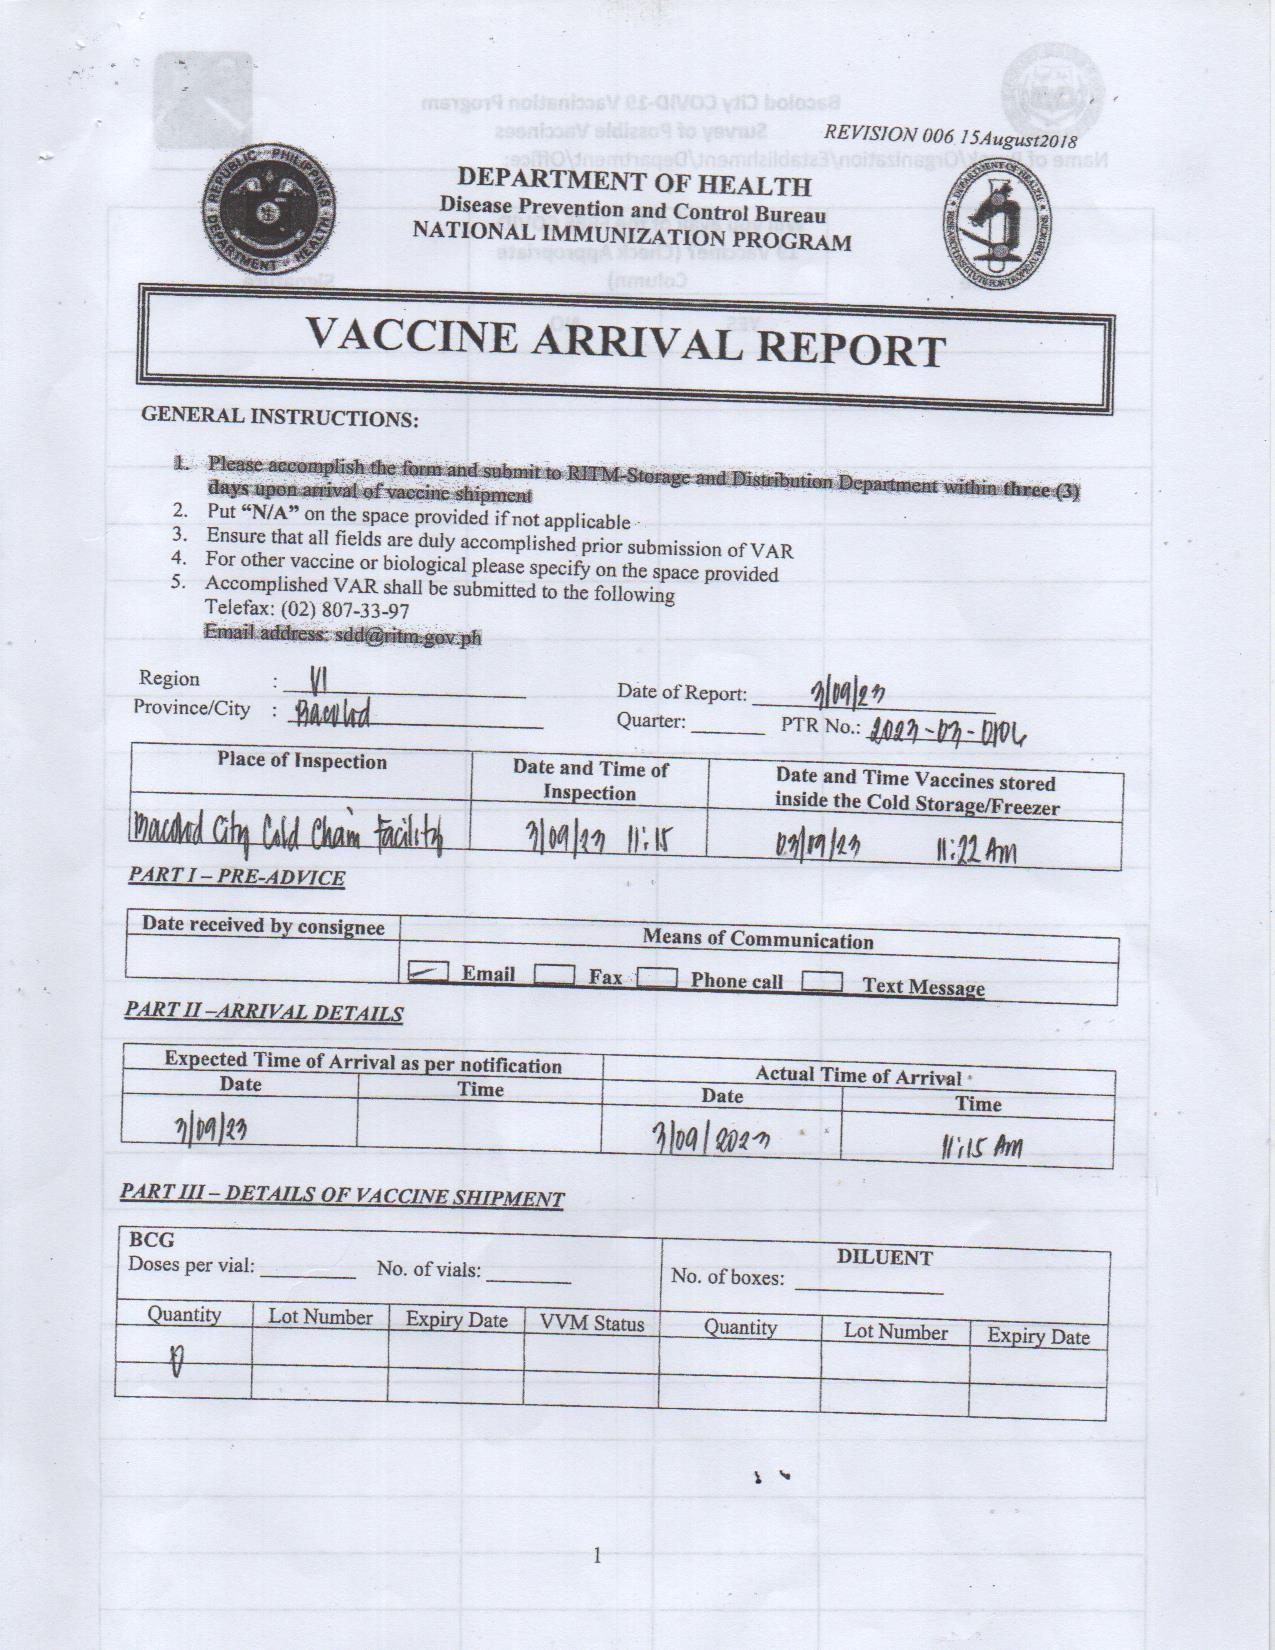 REVISION 006 15August2018
DEPARTMENT OF HEALTH
Disease Prevention and Control Bureau
NATIONAL IMMUNIZATION PROGRAM
REPUBLIC PHILIPPINES
DEPARTMENT HEALTH
VACCINE ARRIVAL REPORT
GENERAL INSTRUCTIONS:
1. Please accomplish the form and submit to RITM-Storage and Distribution Department within three (3)
days upon arrival of vaccine shipment
2. Put “N/A” on the space provided if not applicable
3. Ensure that all fields are duly accomplished prior submission of VAR
4. For other vaccine or biological please specify on the space provided
5. Accomplished VAR shall be submitted to the following
Telefax: (02) 807-33-97
Email address: sdd@ritm.gov.ph
Region : VI Date of Report: 3/09/23
Province/City : Bacolod Quarter: PTR No.: 2023-03-0106
Place of Inspection Date and Time of Inspection Date and Time Vaccines stored inside the Cold Storage/Freezer
Bacolod City Cold Chain Facility 3/09/23 11:15 03/09/23 11:22 AM
PART I – PRE-ADVICE
Date received by consignee Means of Communication
Email Fax Phone call Text Message
PART II –ARRIVAL DETAILS
Expected Time of Arrival as per notification Actual Time of Arrival
Date Time Date Time
3/09/23 3/09/2023 11:15 AM
PART III – DETAILS OF VACCINE SHIPMENT
BCG DILUENT
Doses per vial: No. of vials: No. of boxes:
Quantity Lot Number Expiry Date VVM Status Quantity Lot Number Expiry Date
0
1